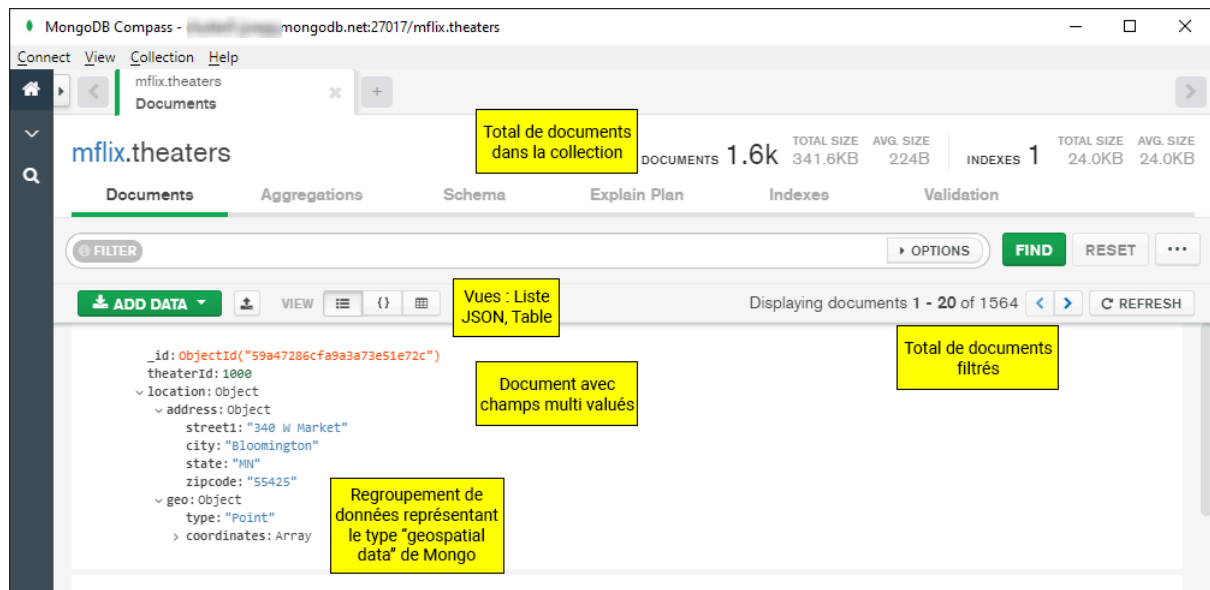 MongoDB Compass - mongodb.net:27017/mflix.theaters
Connect View Collection Help
mflix.theaters
Documents
Total de documents
dans la collection
mflix.theaters
DOCUMENTS 1.6k
TOTAL SIZE
341.6KB
AVG. SIZE
224B
INDEXES 1
TOTAL SIZE
24.0KB
AVG. SIZE
24.0KB
Documents Aggregations Schema Explain Plan Indexes Validation
FILTER
OPTIONS
FIND
RESET
ADD DATA
VIEW
{}
Vues : Liste
JSON, Table
Displaying documents 1 - 20 of 1564
REFRESH
Total de documents
filtrés
_id: ObjectId("59a47286cfa9a3a73e51e72c")
theaterId: 1000
location: Object
address: Object
street1: "340 W Market"
city: "Bloomington"
state: "MN"
zipcode: "55425"
geo: Object
type: "Point"
coordinates: Array
Document avec
champs multi valués
Regroupement de
données représentant
le type “geospatial
data” de Mongo